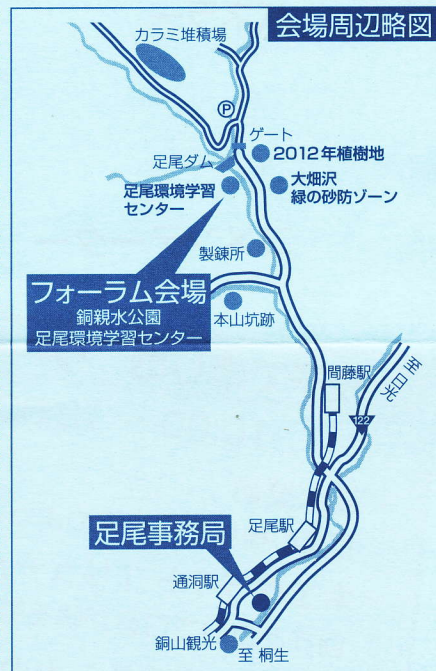 会場周辺略図
カラミ堆積場
P
ゲート
2012年植樹地
足尾ダム
足尾環境学習
センター
大畑沢
緑の砂防ゾーン
製錬所
フォーラム会場
銅親水公園
足尾環境学習センター
本山坑跡
間藤駅
至日光
122
足尾駅
足尾事務局
通洞駅
銅山観光
至 桐生